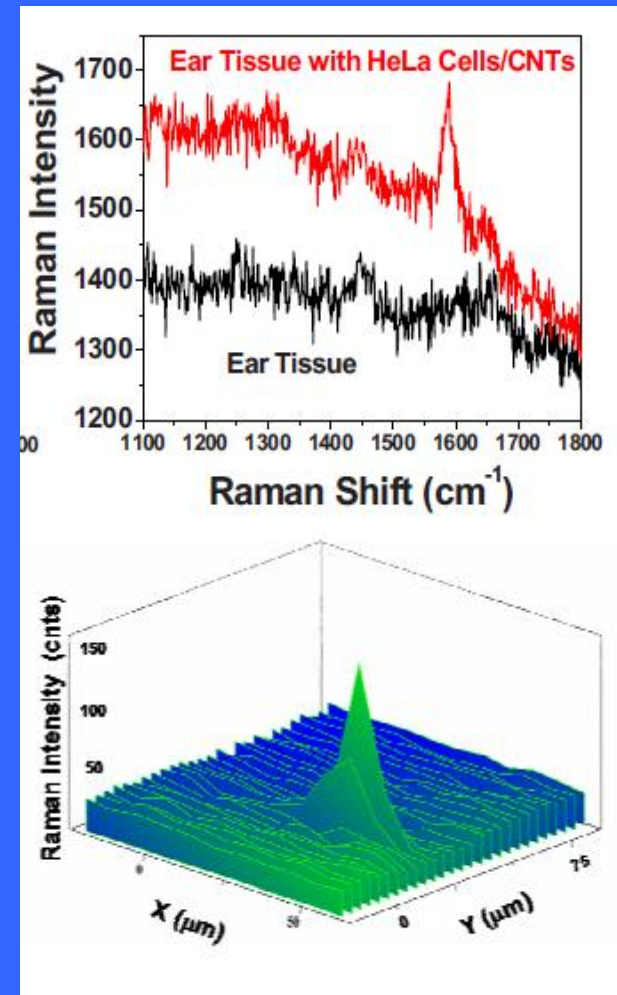 Ear Tissue with HeLa Cells/CNTs
Raman Intensity
1700
1600
1500
1400
1300
1200
Ear Tissue
00
1100 1200 1300 1400 1500 1600 1700 1800
Raman Shift (cm⁻¹)
Raman Intensity (cnts)
150
100
50
0
50
X (µm)
0
75
Y (µm)